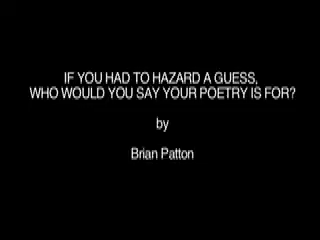 IF YOU HAD TO HAZARD A GUESS,
WHO WOULD YOU SAY YOUR POETRY IS FOR?
by
Brian Patton